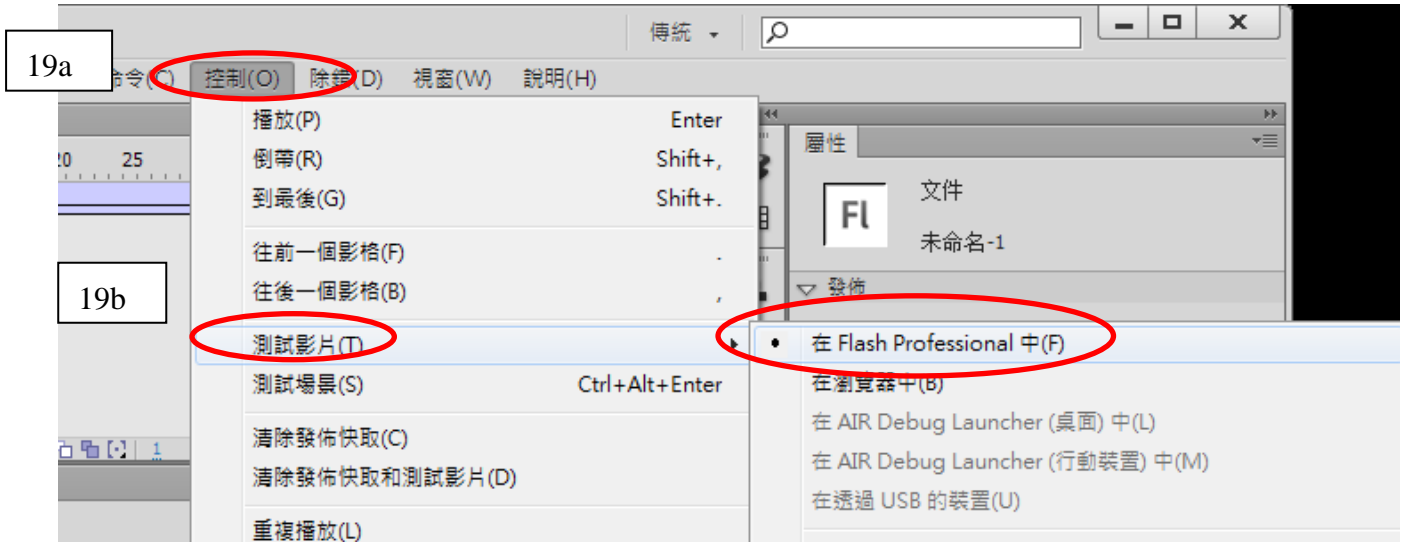 傳統
19a
命令(C) 控制(O) 除錯(D) 視窗(W) 說明(H)
播放(P) Enter
倒帶(R) Shift+,
到最後(G) Shift+.
往前一個影格(F) .
往後一個影格(B) ,
測試影片(T)
測試場景(S) Ctrl+Alt+Enter
清除發佈快取(C)
清除發佈快取和測試影片(D)
重複播放(L)
20 25
19b
1
屬性
Fl
文件
未命名-1
發佈
在 Flash Professional 中(F)
在瀏覽器中(B)
在 AIR Debug Launcher (桌面) 中(L)
在 AIR Debug Launcher (行動裝置) 中(M)
在透過 USB 的裝置(U)